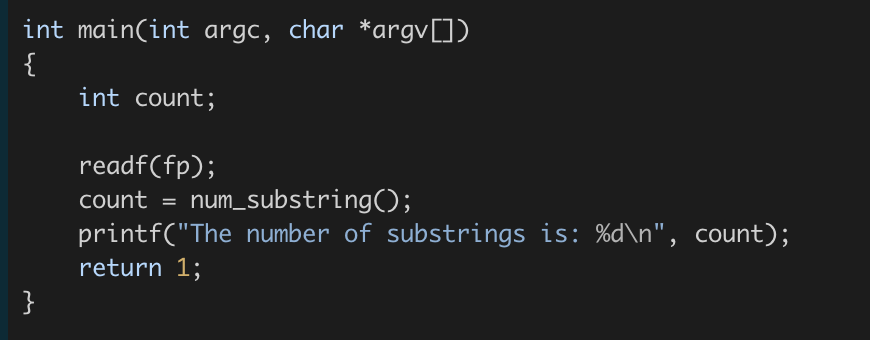 int main(int argc, char *argv[])
{
    int count;

    readf(fp);
    count = num_substring();
    printf("The number of substrings is: %d\n", count);
    return 1;
}